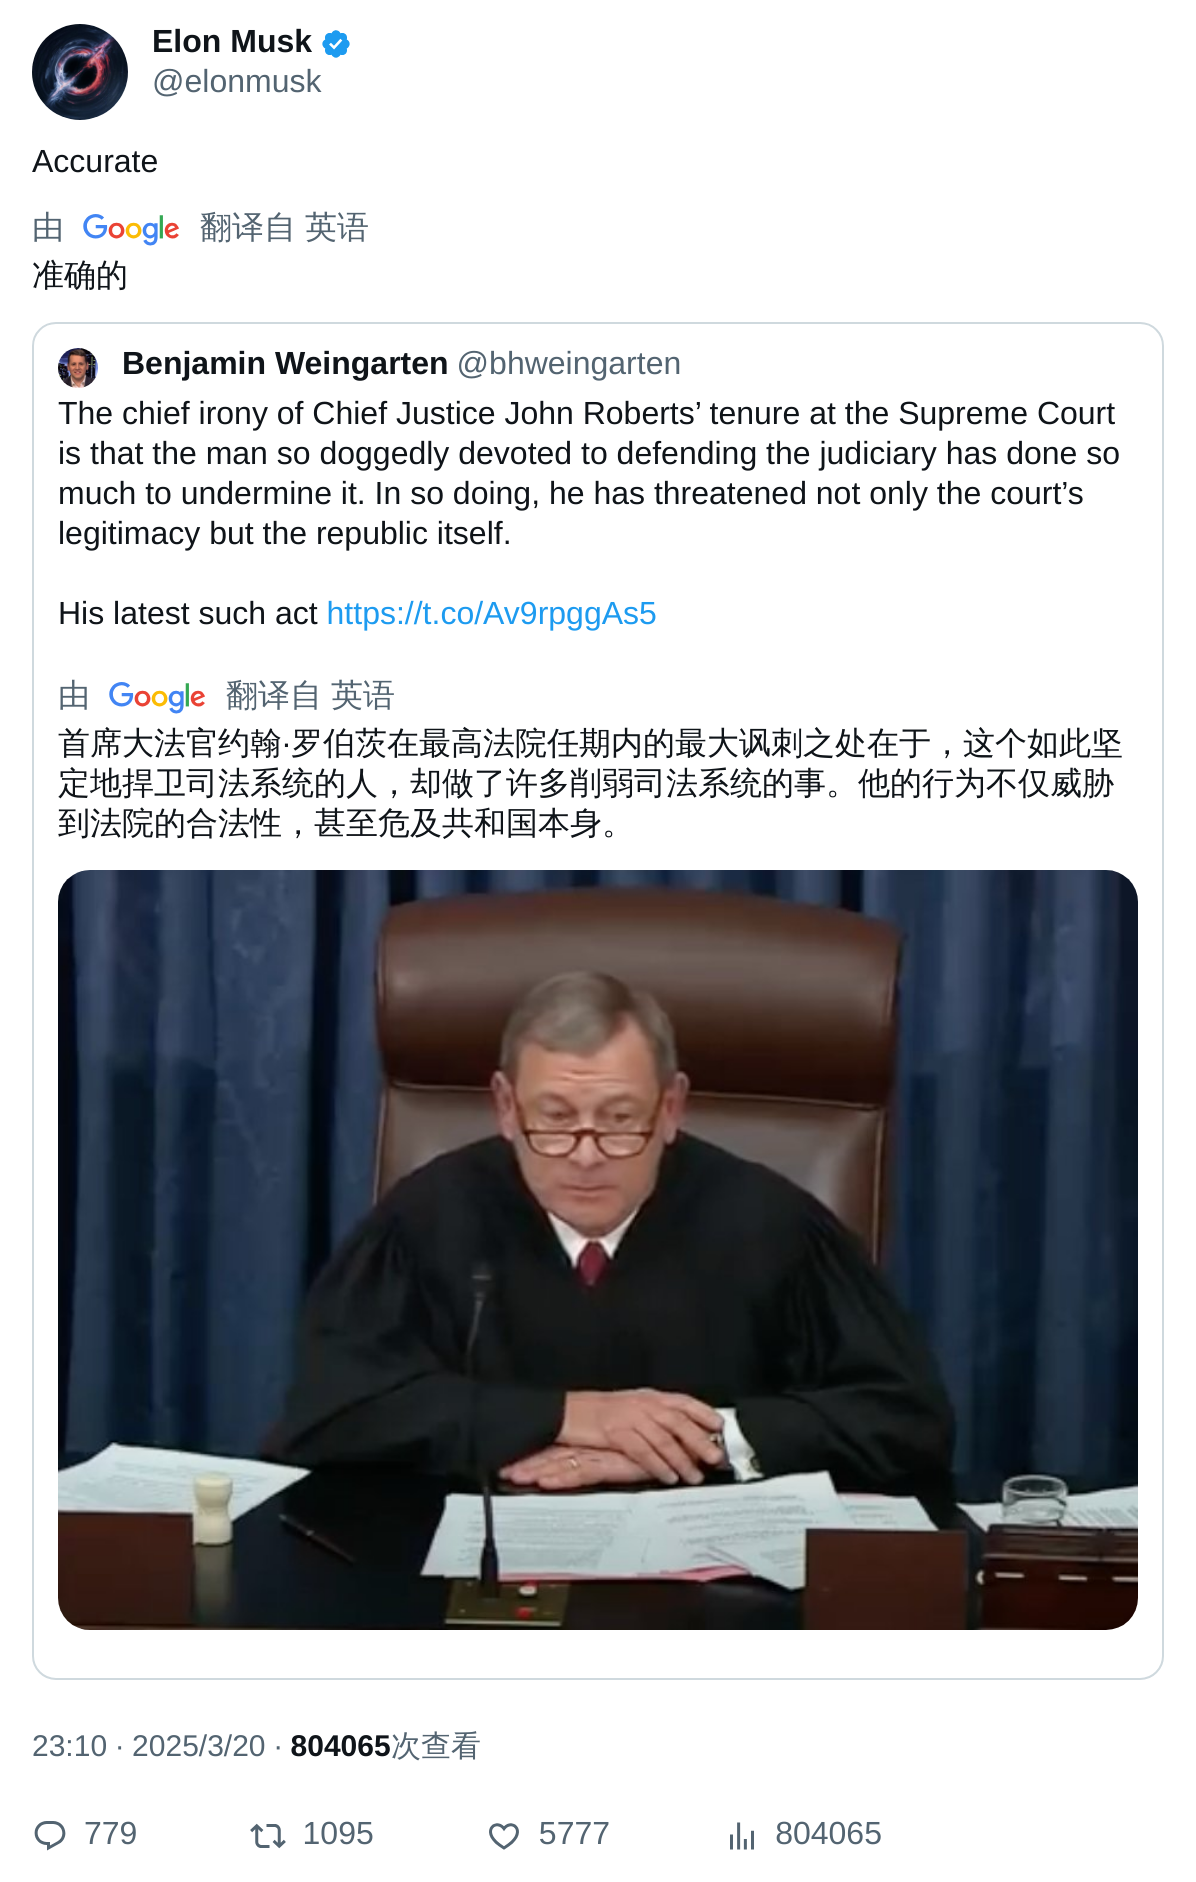 Elon Musk
@elonmusk
Accurate
由 Google 翻译自 英语
准确的
Benjamin Weingarten @bhweingarten
The chief irony of Chief Justice John Roberts’ tenure at the Supreme Court
is that the man so doggedly devoted to defending the judiciary has done so
much to undermine it. In so doing, he has threatened not only the court’s
legitimacy but the republic itself.
His latest such act https://t.co/Av9rpggAs5
由 Google 翻译自 英语
首席大法官约翰·罗伯茨在最高法院任期内的最大讽刺之处在于，这个如此坚
定地捍卫司法系统的人，却做了许多削弱司法系统的事。他的行为不仅威胁
到法院的合法性，甚至危及共和国本身。
23:10 · 2025/3/20 · 804065次查看
779 1095 5777 804065